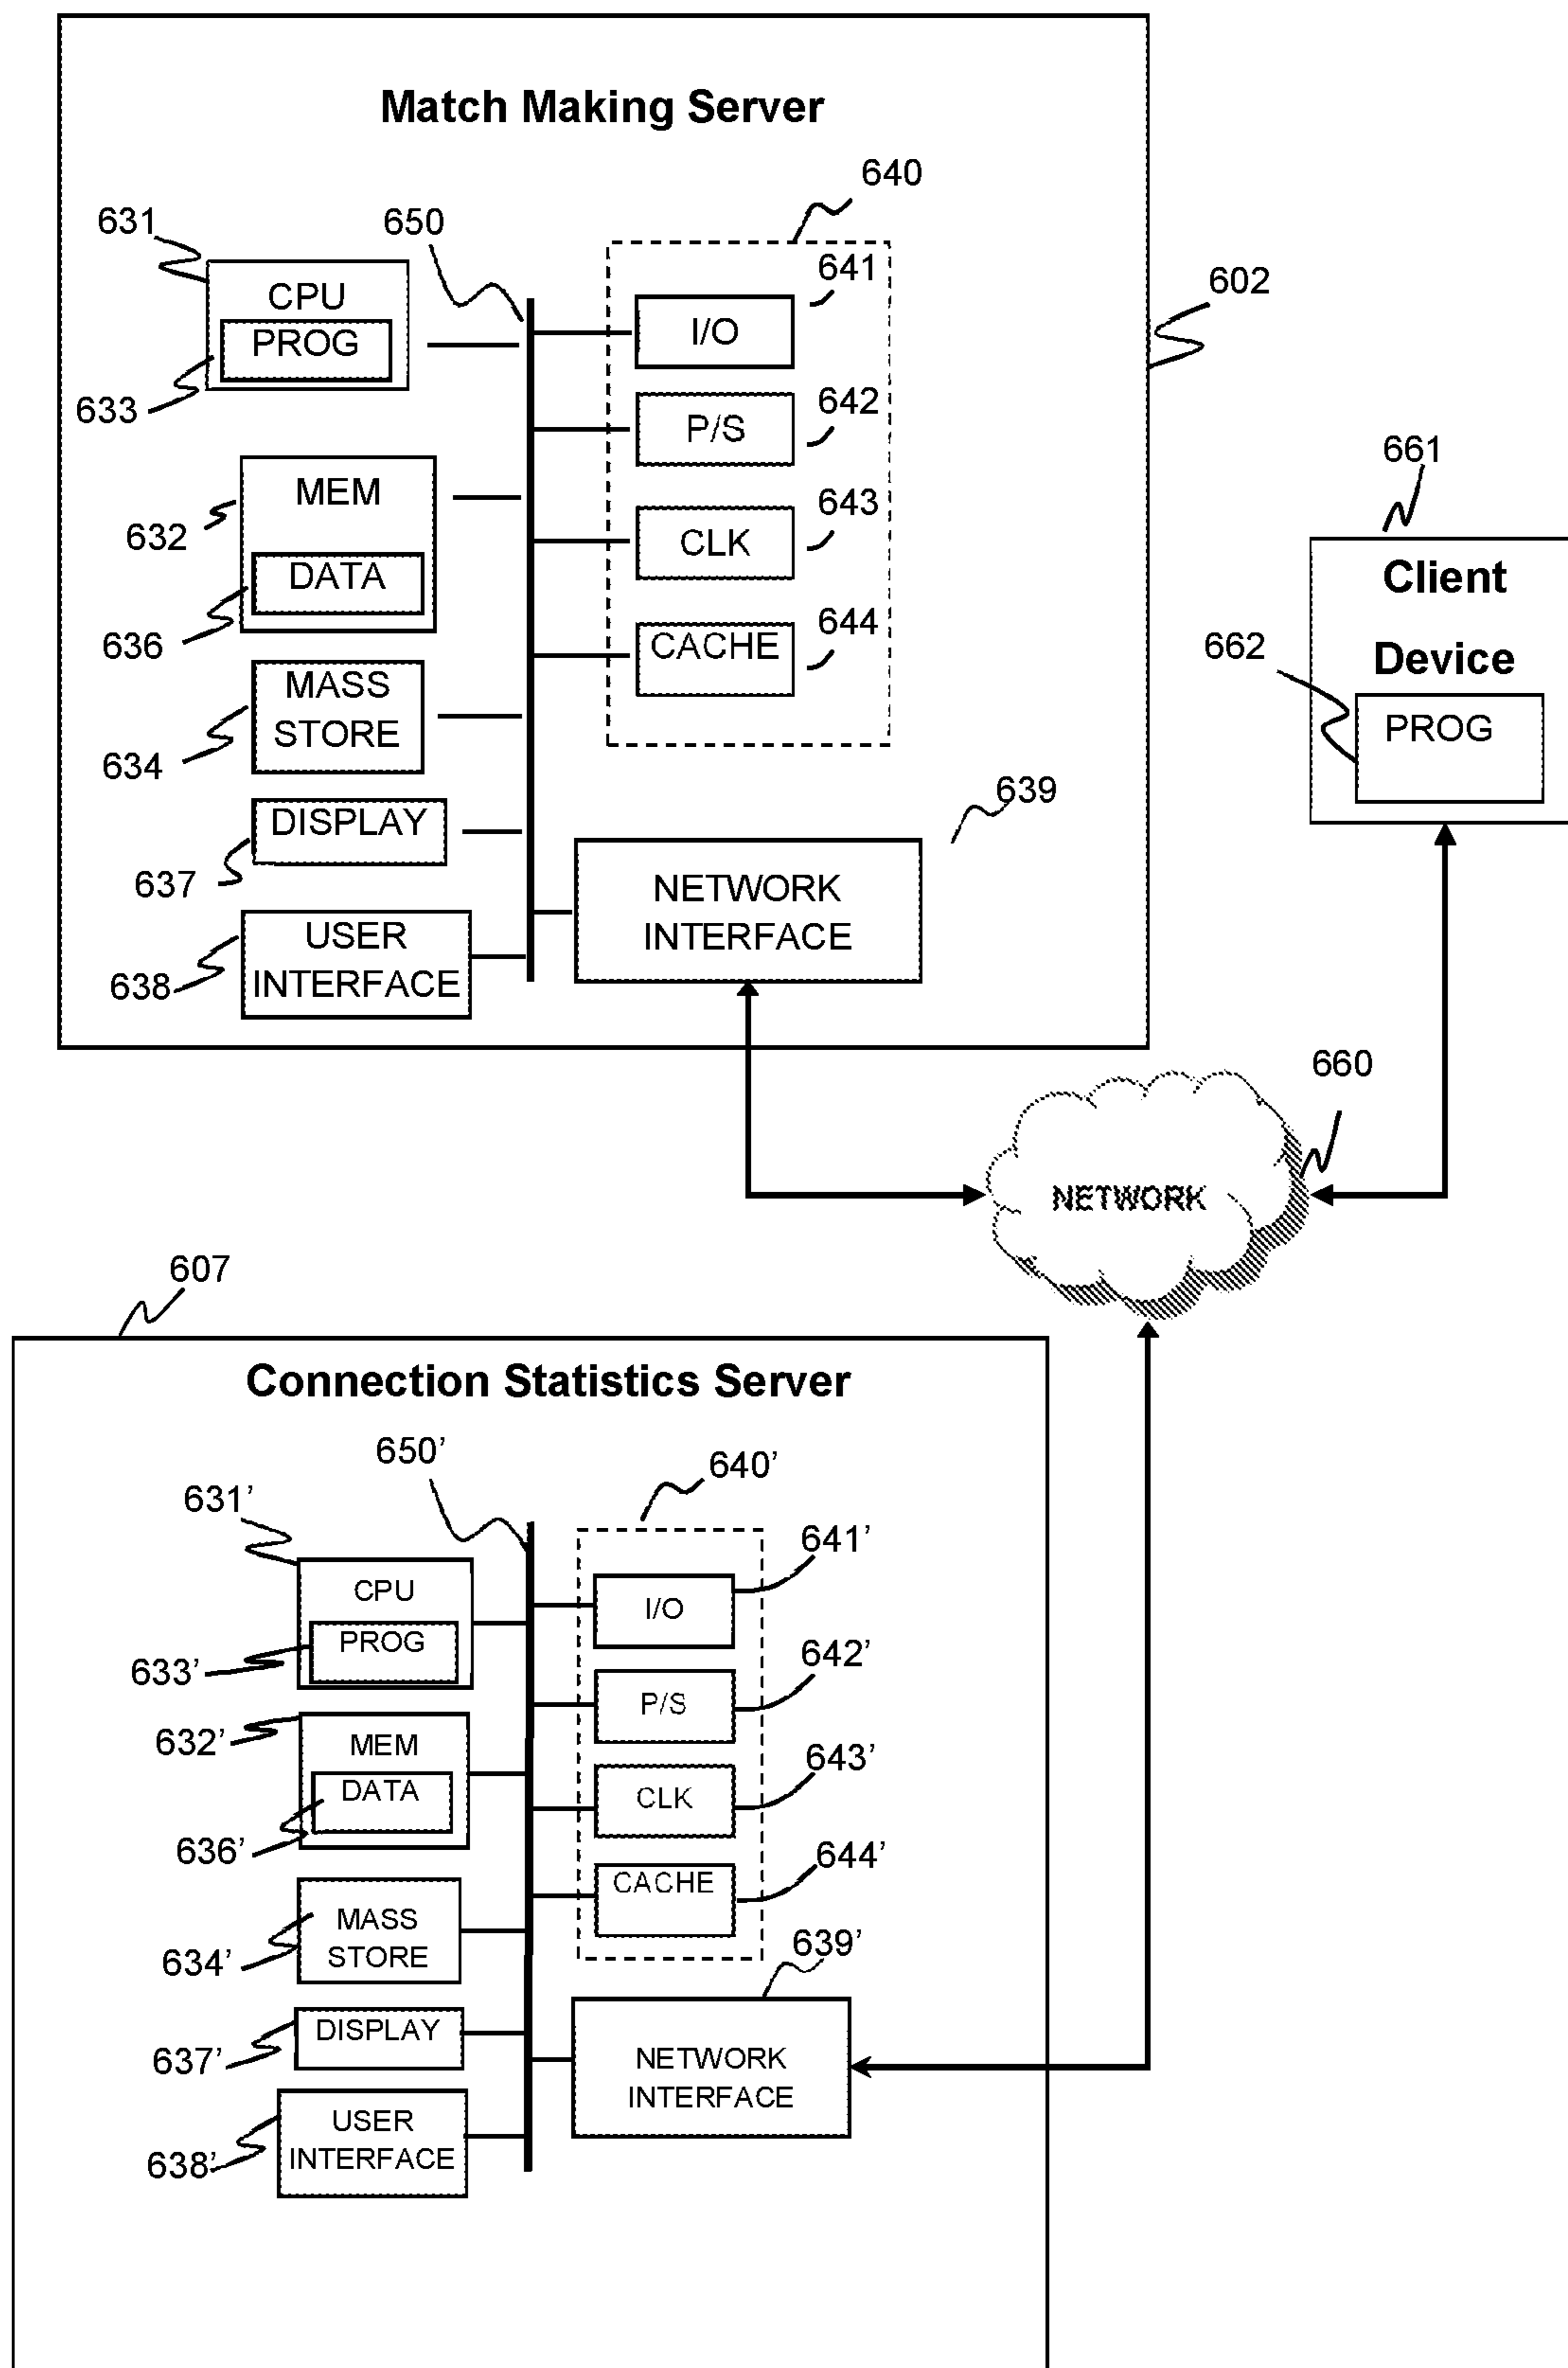 Match Making Server
640
631
650
641
602
CPU
I/O
PROG
633
642
P/S
661
MEM
643
632
CLK
Client
DATA
644
636
CACHE
662
Device
MASS
STORE
PROG
634
639
DISPLAY
637
NETWORK
INTERFACE
USER
INTERFACE
638
660
NETWORK
607
Connection Statistics Server
650’
640’
631’
641’
CPU
I/O
PROG
633’
642’
P/S
632’
MEM
643’
DATA
CLK
636’
644’
CACHE
MASS
STORE
634’
639’
DISPLAY
637’
NETWORK
INTERFACE
USER
INTERFACE
638’